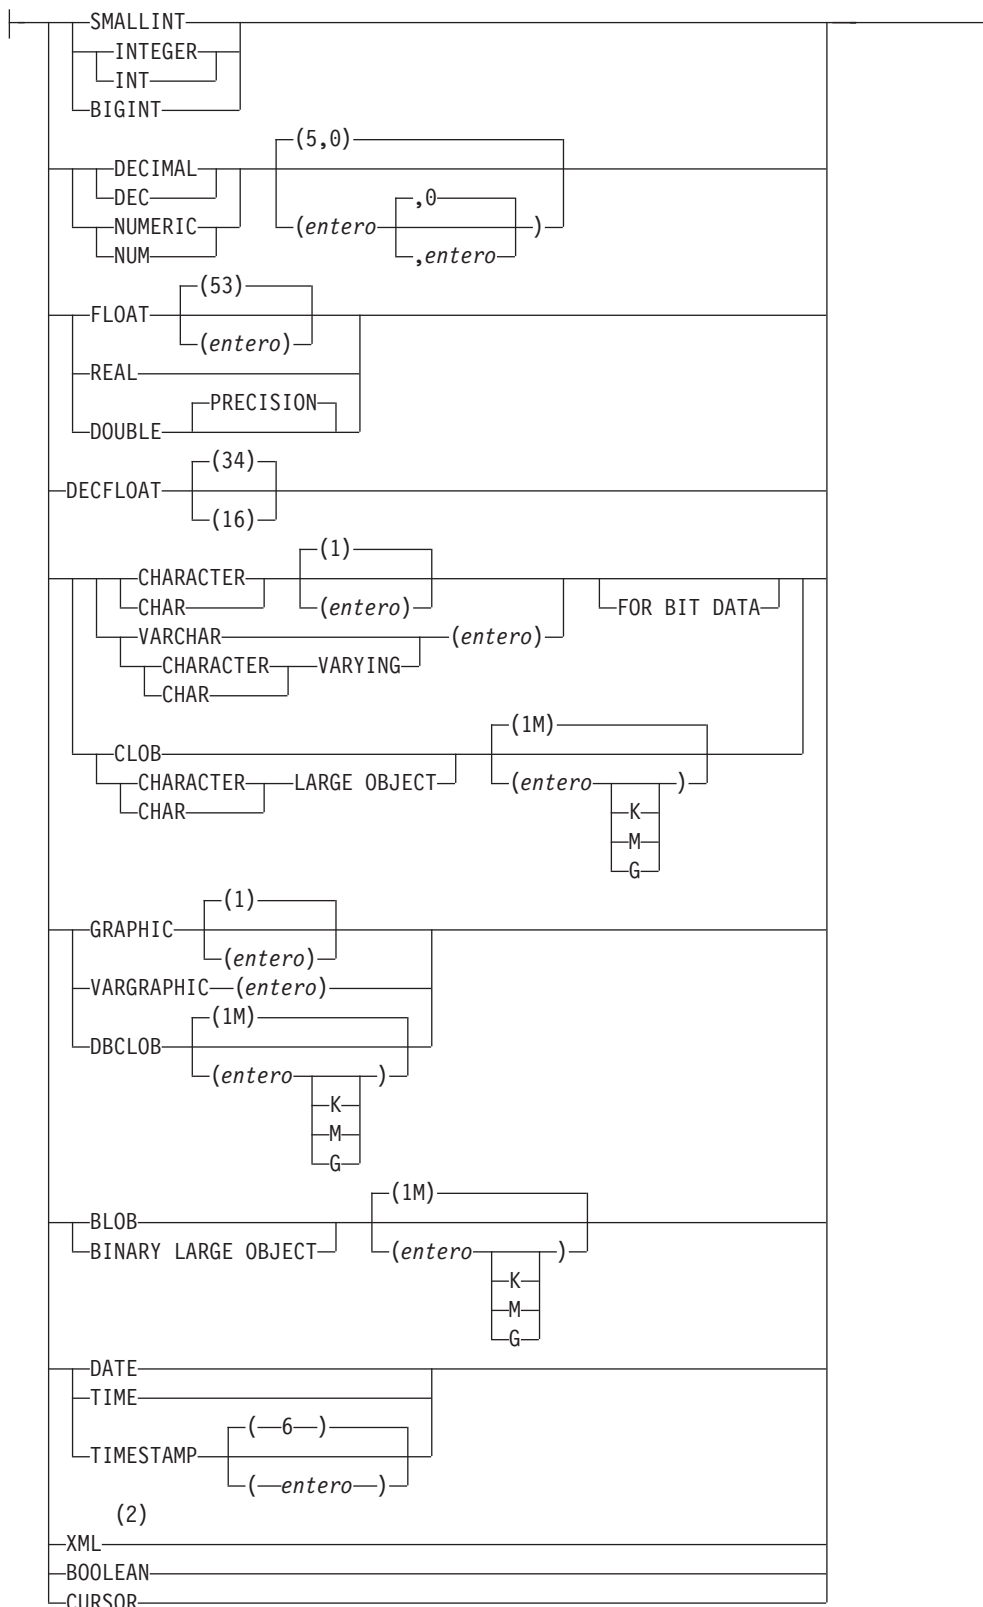 SMALLINT
INTEGER
INT
BIGINT
(5,0)
DECIMAL
DEC
,0
NUMERIC
(entero )
NUM
,entero
(53)
FLOAT
(entero)
REAL
PRECISION
DOUBLE
(34)
DECFLOAT
(16)
(1)
CHARACTER
CHAR (entero) FOR BIT DATA
VARCHAR (entero)
CHARACTER VARYING
CHAR
(1M)
CLOB
CHARACTER LARGE OBJECT (entero )
CHAR K
M
G
(1)
GRAPHIC
(entero)
VARGRAPHIC (entero)
(1M)
DBCLOB
(entero )
K
M
G
(1M)
BLOB
BINARY LARGE OBJECT (entero )
K
M
G
DATE
TIME
( 6 )
TIMESTAMP
( entero )
(2)
XML
BOOLEAN
CURSOR